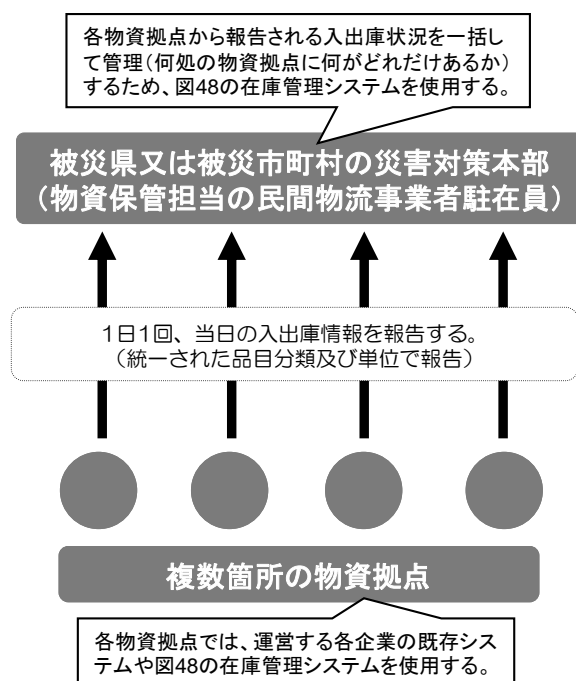 各物資拠点から報告される入出庫状況を一括し
て管理(何処の物資拠点に何がどれだけあるか)
するため、図48の在庫管理システムを使用する。
被災県又は被災市町村の災害対策本部
(物資保管担当の民間物流事業者駐在員)
1日1回、当日の入出庫情報を報告する。
(統一された品目分類及び単位で報告)
複数箇所の物資拠点
各物資拠点では、運営する各企業の既存シス
テムや図48の在庫管理システムを使用する。